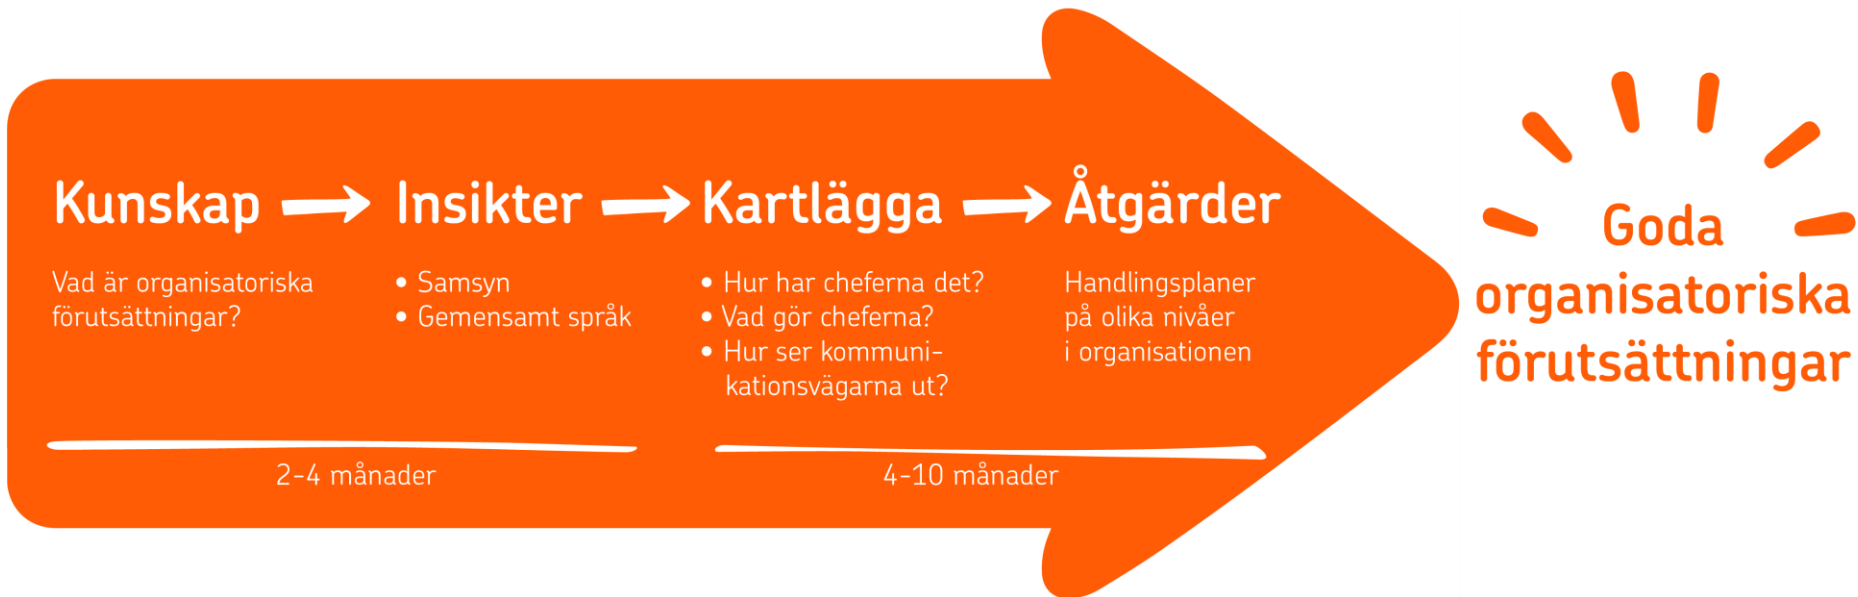 Kunskap
Vad är organisatoriska
förutsättningar?
Insikter
• Samsyn
• Gemensamt språk
2-4 månader
Kartlägga
• Hur har cheferna det?
• Vad gör cheferna?
• Hur ser kommuni-
kationsvägarna ut?
Åtgärder
Handlingsplaner
på olika nivåer
i organisationen
4-10 månader
Goda
organisatoriska
förutsättningar